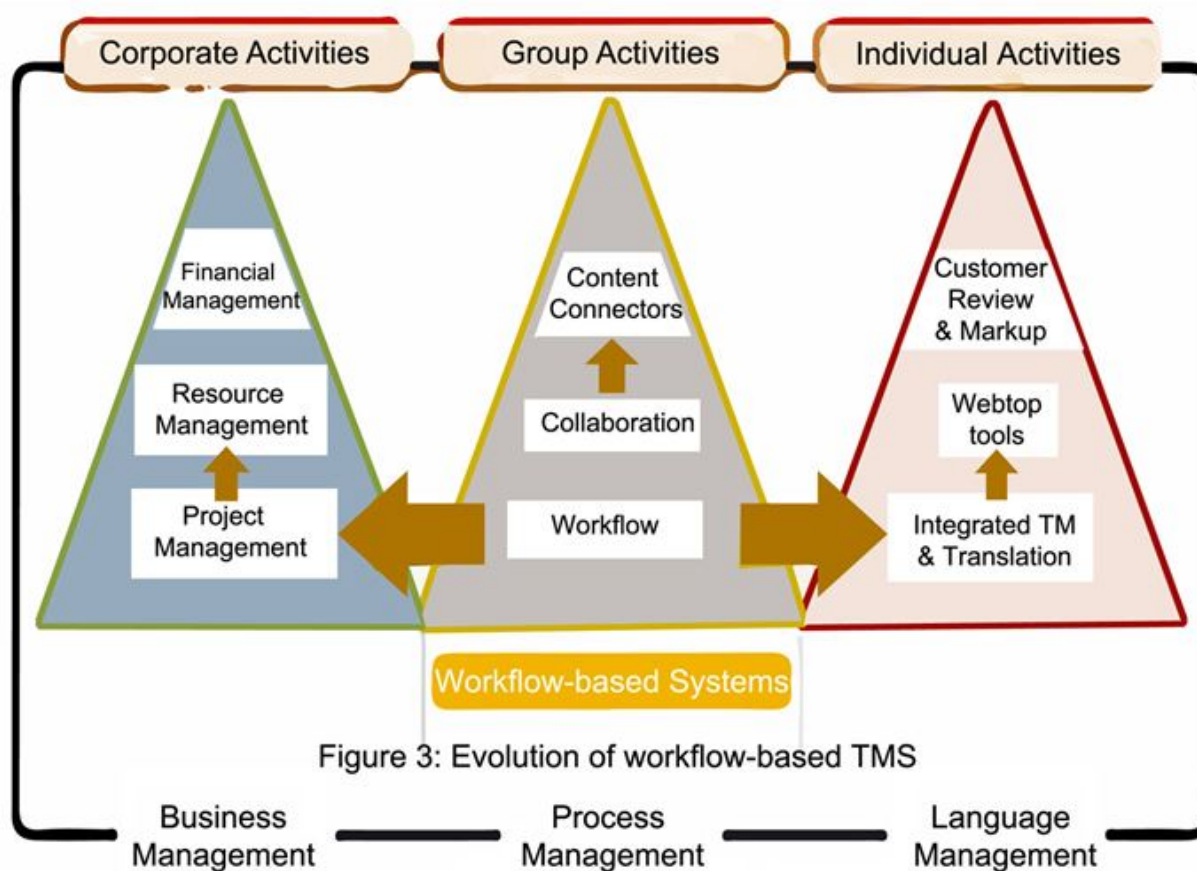 Corporate Activities
Group Activities
Individual Activities
Financial
Management
Resource
Management
Project
Management
Content
Connectors
Collaboration
Workflow
Customer
Review
& Markup
Webtop
tools
Integrated TM
& Translation
Workflow-based Systems
Figure 3: Evolution of workflow-based TMS
Business
Management
Process
Management
Language
Management